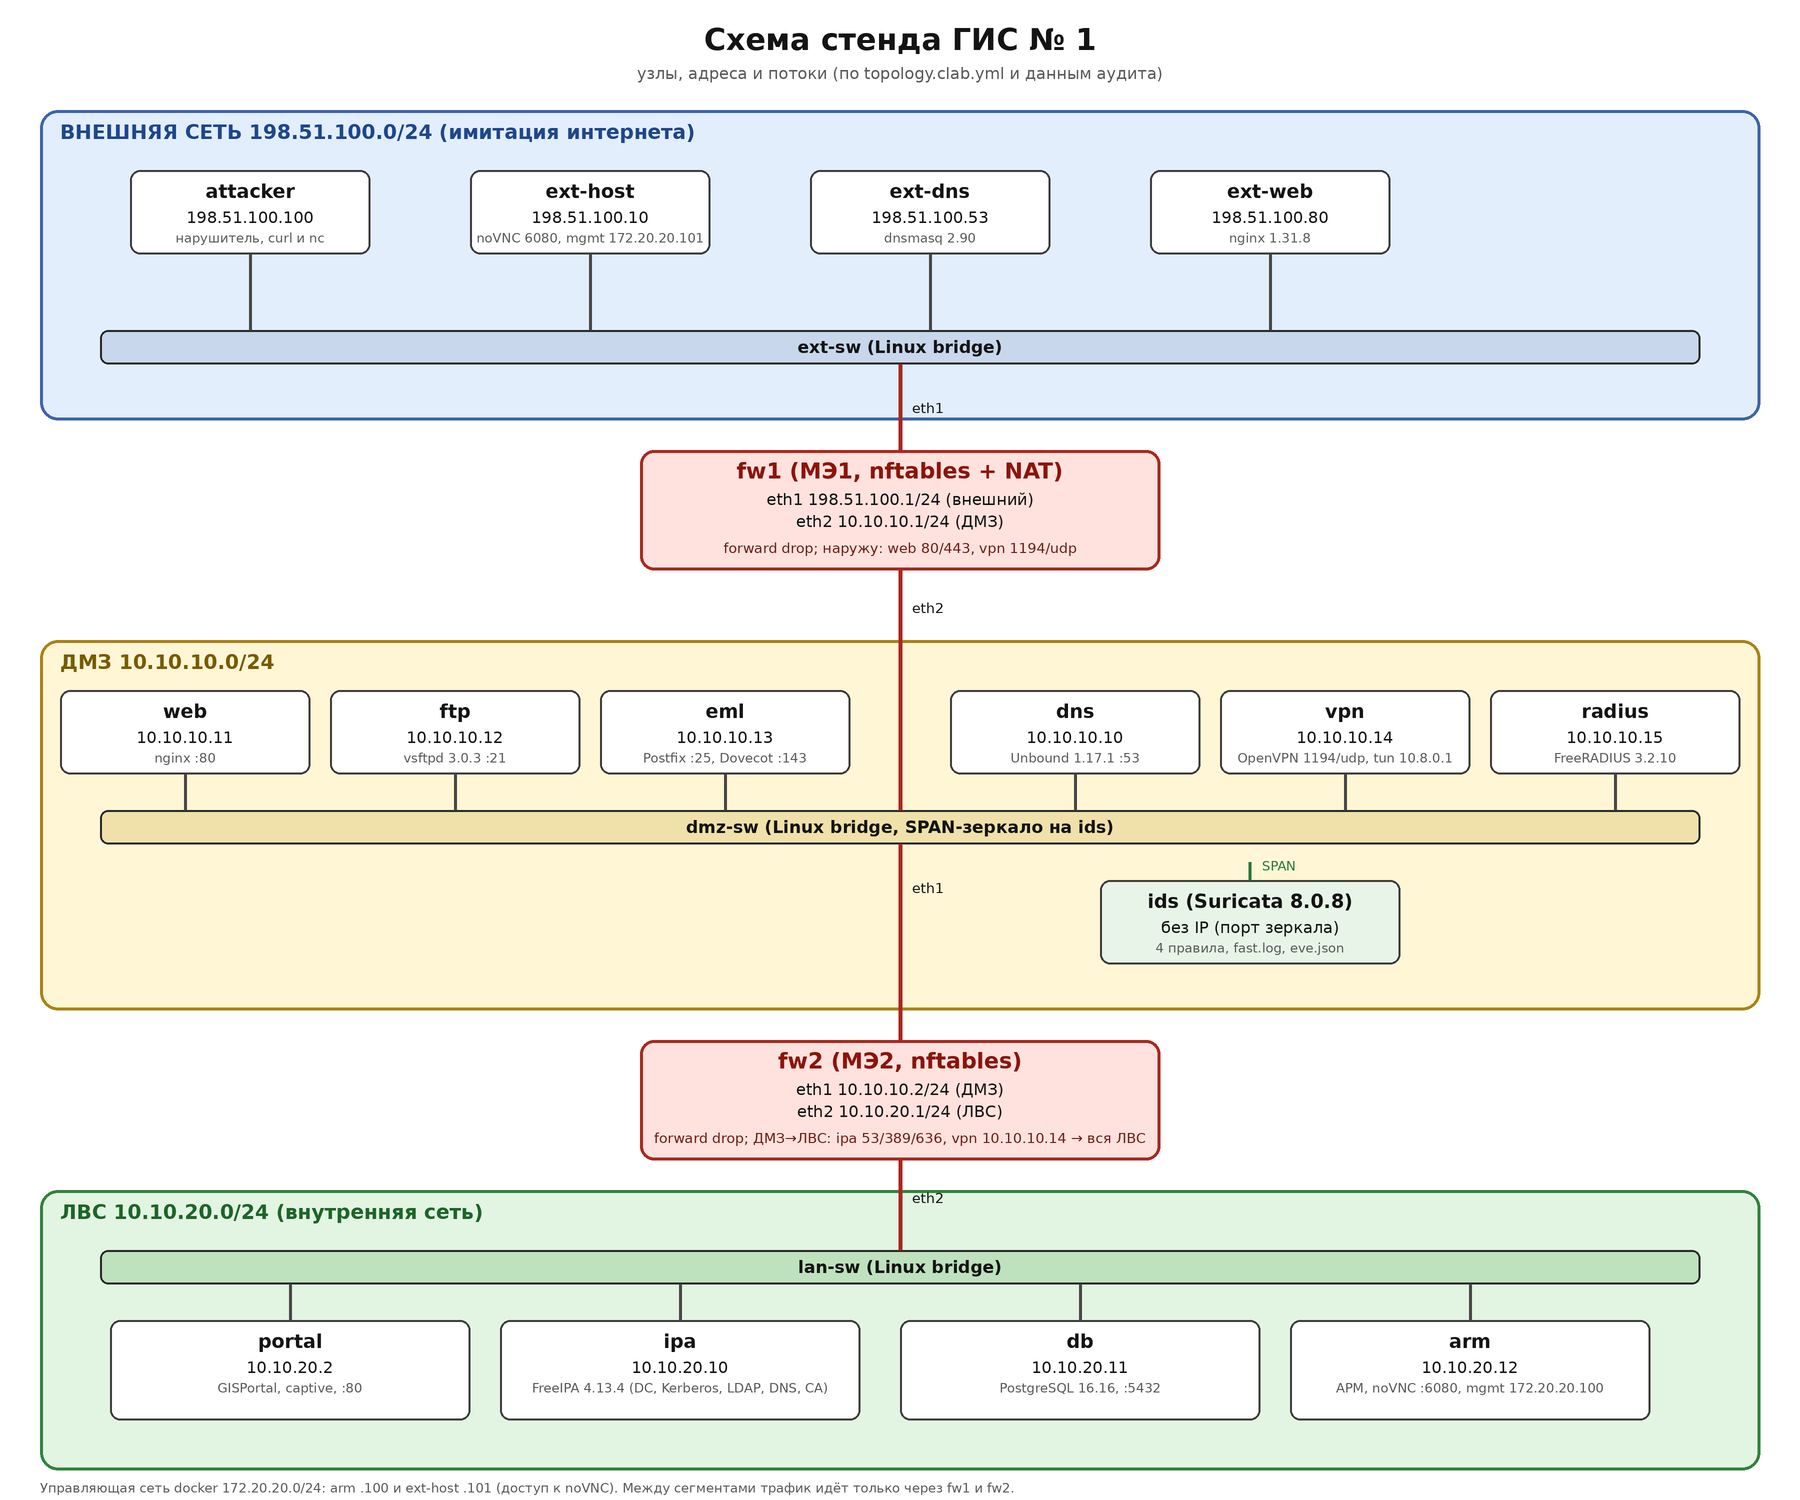 Схема стенда ГИС № 1
узлы, адреса и потоки (по topology.clab.yml и данным аудита)
ВНЕШНЯЯ СЕТЬ 198.51.100.0/24 (имитация интернета)
attacker
198.51.100.100
нарушитель, curl и nc
ext-host
198.51.100.10
noVNC 6080, mgmt 172.20.20.101
ext-dns
198.51.100.53
dnsmasq 2.90
ext-web
198.51.100.80
nginx 1.31.8
ext-sw (Linux bridge)
eth1
fw1 (МЭ1, nftables + NAT)
eth1 198.51.100.1/24 (внешний)
eth2 10.10.10.1/24 (ДМЗ)
forward drop; наружу: web 80/443, vpn 1194/udp
eth2
ДМЗ 10.10.10.0/24
web
10.10.10.11
nginx :80
ftp
10.10.10.12
vsftpd 3.0.3 :21
eml
10.10.10.13
Postfix :25, Dovecot :143
dns
10.10.10.10
Unbound 1.17.1 :53
vpn
10.10.10.14
OpenVPN 1194/udp, tun 10.8.0.1
radius
10.10.10.15
FreeRADIUS 3.2.10
dmz-sw (Linux bridge, SPAN-зеркало на ids)
eth1
SPAN
ids (Suricata 8.0.8)
без IP (порт зеркала)
4 правила, fast.log, eve.json
fw2 (МЭ2, nftables)
eth1 10.10.10.2/24 (ДМЗ)
eth2 10.10.20.1/24 (ЛВС)
forward drop; ДМЗ→ЛВС: ipa 53/389/636, vpn 10.10.10.14 → вся ЛВС
eth2
ЛВС 10.10.20.0/24 (внутренняя сеть)
lan-sw (Linux bridge)
portal
10.10.20.2
GISPortal, captive, :80
ipa
10.10.20.10
FreeIPA 4.13.4 (DC, Kerberos, LDAP, DNS, CA)
db
10.10.20.11
PostgreSQL 16.16, :5432
arm
10.10.20.12
АРМ, noVNC :6080, mgmt 172.20.20.100
Управляющая сеть docker 172.20.20.0/24: arm .100 и ext-host .101 (доступ к noVNC). Между сегментами трафик идёт только через fw1 и fw2.